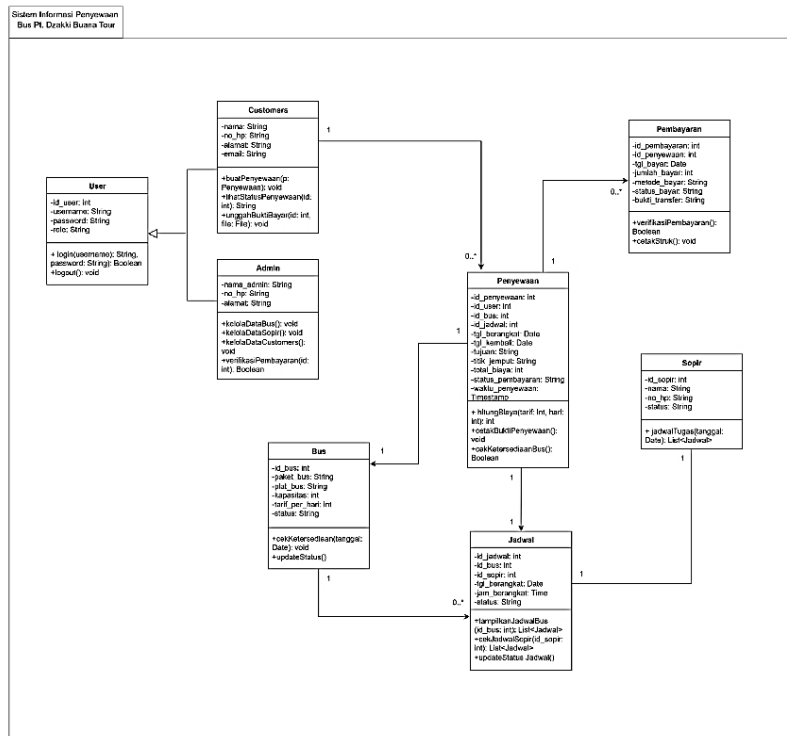 Sistem Informasi Penyewaan
Bus Pt. Dzakki Buana Tour
Customers
-nama: String
-no_hp: String
-alamat: String
-email: String
+buatPenyewaan(p:
Penyewaan): void
+lihatStatusPenyewaan(id:
int): String
+unggahBuktiBayar(id: int,
file: File): void
1
0..*
User
-id_user: int
-username: String
-password: String
-role: String
+ login(username): String,
password: String): Boolean
+logout(): void
Admin
-nama_admin: String
-no_hp: String
-alamat: String
+kelolaDataBus(): void
+kelolaDataSopir(): void
+kelolaDataCustomers():
void
+verifikasiPembayaran(id:
int): Boolean
Pembayaran
-id_pembayaran: int
-id_penyewaan: int
-tgl_bayar: Date
-jumlah_bayar: int
-metode_bayar: String
-status_bayar: String
-bukti_transfer: String
+verifikasiPembayaran():
Boolean
+cetakStruk(): void
0..*
1
Penyewaan
-id_penyewaan: int
-id_user: int
-id_bus: int
-id_jadwal: int
-tgl_berangkat: Date
-tgl_kembali: Date
-tujuan: String
-titik_jemput: String
-total_biaya: int
-status_pembayaran: String
-waktu_penyewaan:
Timestamp
+ hitungBiaya(tarif: Int, hari:
int): int
+cetakBuktiPenyewaan():
void
+cekKetersediaanBus():
Boolean
1
1
1
1
Sopir
-id_sopir: int
-nama: String
-no_hp: String
-status: String
+ jadwalTugas(tanggal:
Date): List<Jadwal>
1
1
Bus
-id_bus: int
-paket_bus: String
-plat_bus: String
-kapasitas: int
-tarif_per_hari: int
-status: String
+cekKetersediaan(tanggal:
Date): void
+updateStatus()
1
0..*
Jadwal
-id_jadwal: int
-id_bus: int
-id_sopir: int
-tgl_berangkat: Date
-jam_berangkat: Time
-status: String
+tampilkanJadwalBus
(id_bus: int): List<Jadwal>
+cekJadwalSopir(id_sopir:
int): List<Jadwal>
+updateStatus Jadwal()